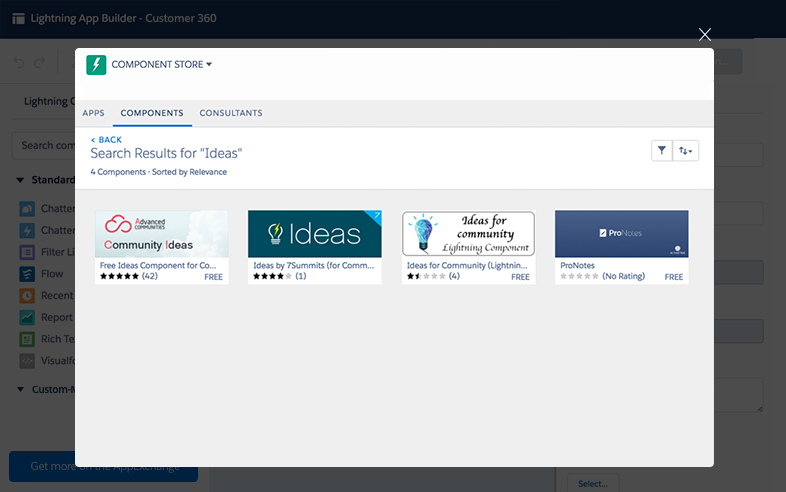 Lightning App Builder - Customer 360
COMPONENT STORE
APPS COMPONENTS CONSULTANTS
< BACK
Search Results for "Ideas"
4 Components · Sorted by Relevance
Advanced
COMMUNITIES
Community Ideas
Free Ideas Component for Co...
(42) FREE
7
Ideas
Ideas by 7Summits (for Comm...
(1)
Ideas for
community
Lightning Component
Ideas for Community (Lightnin...
(4) FREE
ProNotes
ProNotes
(No Rating) FREE
Lightning C
Search com
Standard
Chatte
Chatte
Filter Li
Flow
Recent
Report
Rich Te
Visualfo
Custom-M
Get more on the AppExchange
Select...